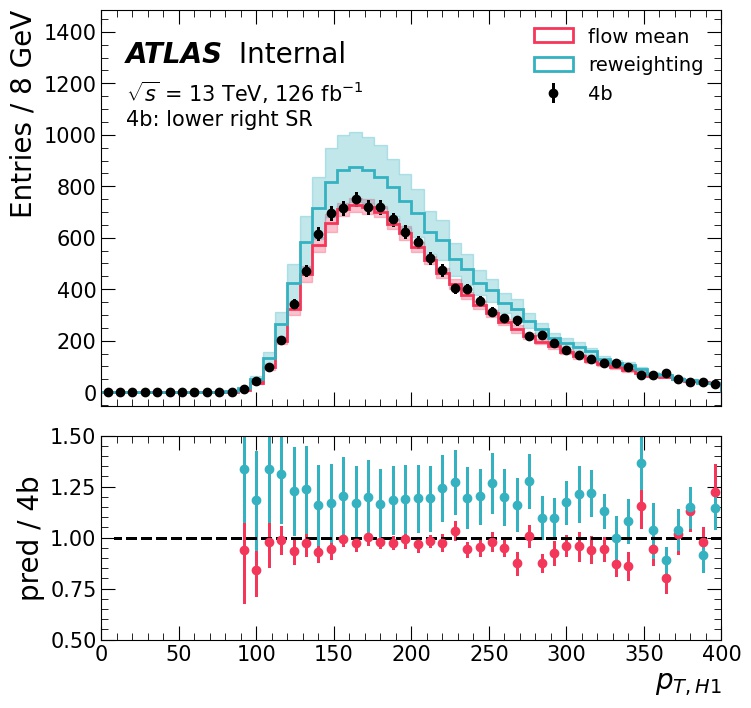 Entries / 8 GeV
1400
1200
1000
800
600
400
200
0
ATLAS Internal
√s = 13 TeV, 126 fb⁻¹
4b: lower right SR
flow mean
reweighting
4b
pred / 4b
1.50
1.25
1.00
0.75
0.50
0 50 100 150 200 250 300 350 400
p_{T, H1}